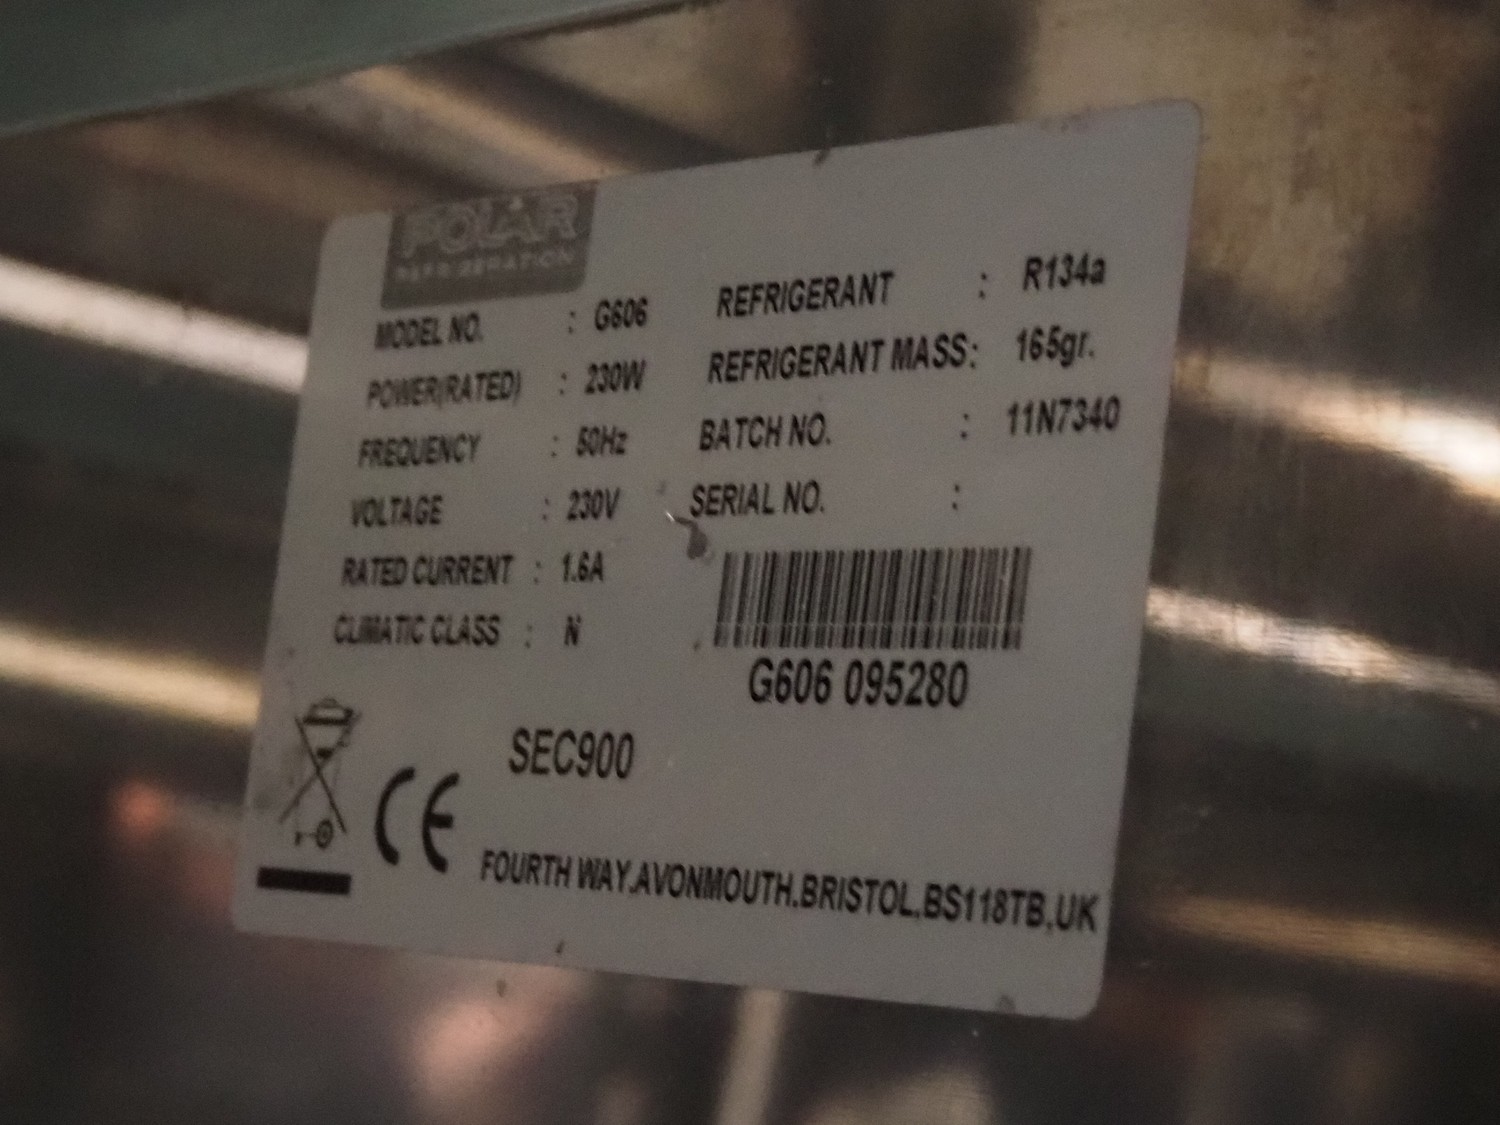 POLAR
REFRIGERATION
MODEL NO. : G606
POWER(RATED) : 230W
FREQUENCY : 50Hz
VOLTAGE : 230V
RATED CURRENT : 1.6A
CLIMATIC CLASS : N
REFRIGERANT : R134a
REFRIGERANT MASS: 165gr.
BATCH NO. : 11N7340
SERIAL NO. :
G606 095280
SEC900
CE
FOURTH WAY,AVONMOUTH.BRISTOL,BS118TB,UK